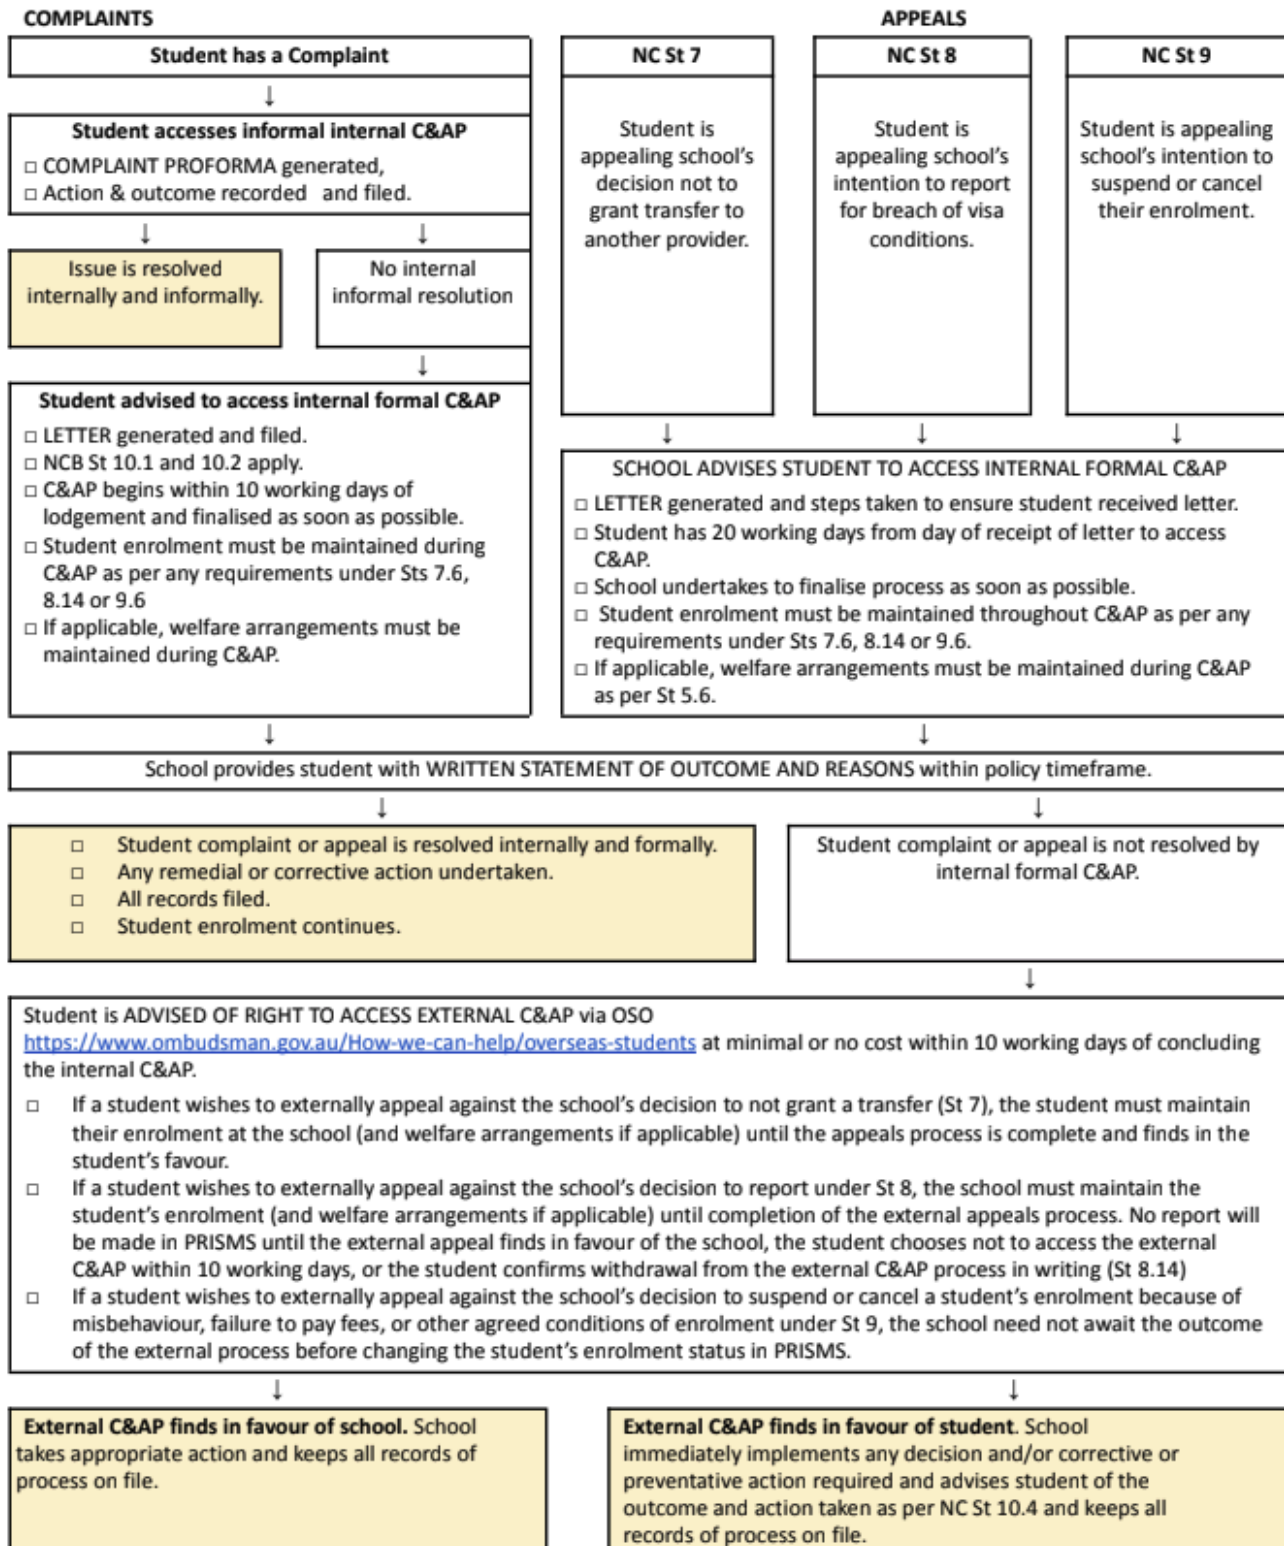 COMPLAINTS
APPEALS
Student has a Complaint
NC St 7
NC St 8
NC St 9
↓
Student accesses informal internal C&AP
□ COMPLAINT PROFORMA generated,
□ Action & outcome recorded and filed.
Student is
appealing school's
decision not to
grant transfer to
another provider.
Student is
appealing school's
intention to report
for breach of visa
conditions.
Student is appealing
school's intention to
suspend or cancel
their enrolment.
↓ ↓
Issue is resolved
internally and informally.
No internal
informal resolution
↓
Student advised to access internal formal C&AP
□ LETTER generated and filed.
□ NCB St 10.1 and 10.2 apply.
□ C&AP begins within 10 working days of
lodgement and finalised as soon as possible.
□ Student enrolment must be maintained during
C&AP as per any requirements under Sts 7.6,
8.14 or 9.6
□ If applicable, welfare arrangements must be
maintained during C&AP.
↓ ↓ ↓
SCHOOL ADVISES STUDENT TO ACCESS INTERNAL FORMAL C&AP
□ LETTER generated and steps taken to ensure student received letter.
□ Student has 20 working days from day of receipt of letter to access
C&AP.
□ School undertakes to finalise process as soon as possible.
□ Student enrolment must be maintained throughout C&AP as per any
requirements under Sts 7.6, 8.14 or 9.6.
□ If applicable, welfare arrangements must be maintained during C&AP
as per St 5.6.
↓ ↓
School provides student with WRITTEN STATEMENT OF OUTCOME AND REASONS within policy timeframe.
↓ ↓
□ Student complaint or appeal is resolved internally and formally.
□ Any remedial or corrective action undertaken.
□ All records filed.
□ Student enrolment continues.
Student complaint or appeal is not resolved by
internal formal C&AP.
↓
Student is ADVISED OF RIGHT TO ACCESS EXTERNAL C&AP via OSO
https://www.ombudsman.gov.au/How-we-can-help/overseas-students at minimal or no cost within 10 working days of concluding
the internal C&AP.
□ If a student wishes to externally appeal against the school's decision to not grant a transfer (St 7), the student must maintain
their enrolment at the school (and welfare arrangements if applicable) until the appeals process is complete and finds in the
student's favour.
□ If a student wishes to externally appeal against the school's decision to report under St 8, the school must maintain the
student's enrolment (and welfare arrangements if applicable) until completion of the external appeals process. No report will
be made in PRISMS until the external appeal finds in favour of the school, the student chooses not to access the external
C&AP within 10 working days, or the student confirms withdrawal from the external C&AP process in writing (St 8.14)
□ If a student wishes to externally appeal against the school's decision to suspend or cancel a student's enrolment because of
misbehaviour, failure to pay fees, or other agreed conditions of enrolment under St 9, the school need not await the outcome
of the external process before changing the student's enrolment status in PRISMS.
↓ ↓
External C&AP finds in favour of school. School
takes appropriate action and keeps all records of
process on file.
External C&AP finds in favour of student. School
immediately implements any decision and/or corrective or
preventative action required and advises student of the
outcome and action taken as per NC St 10.4 and keeps all
records of process on file.